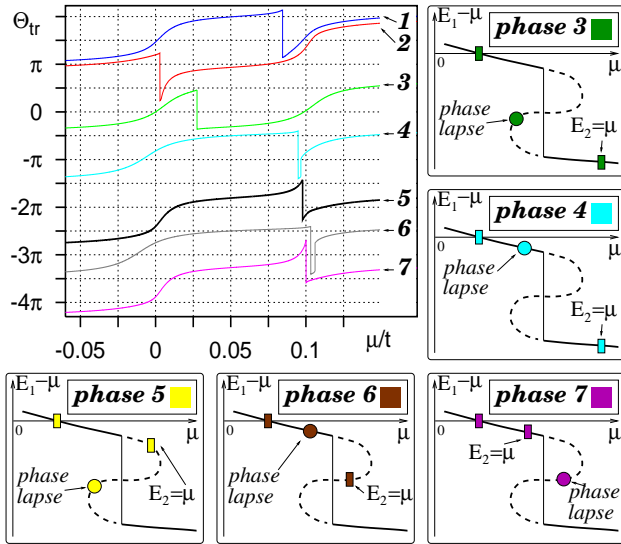 Θtr
π
0
-π
-2π
-3π
-4π
1
2
3
4
5
6
7
-0.05
0
0.05
0.1
μ/t
E1–μ
phase 3
μ
0
phase
lapse
E2=μ
E1–μ
phase 4
μ
0
phase
lapse
E2=μ
E1–μ
phase 5
μ
0
phase
lapse
E2=μ
E1–μ
phase 6
μ
0
phase
lapse
E2=μ
E1–μ
phase 7
μ
0
E2=μ
phase
lapse